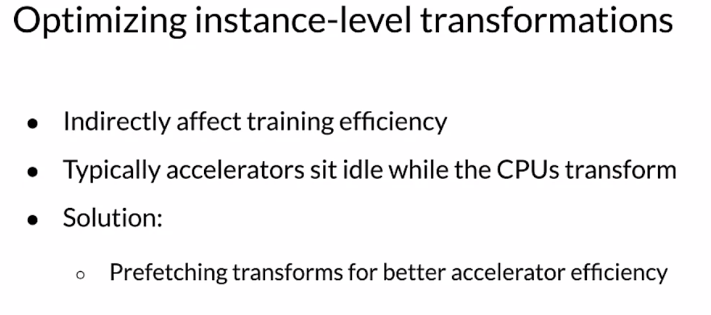 Optimizing instance-level transformations
● Indirectly affect training efficiency
● Typically accelerators sit idle while the CPUs transform
● Solution:
○ Prefetching transforms for better accelerator efficiency